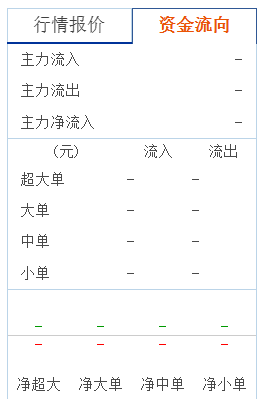 行情报价 资金流向
主力流入 –
主力流出 –
主力净流入 –
(元) 流入 流出
超大单 – –
大单 – –
中单 – –
小单 – –
– – – –
– – – –
净超大 净大单 净中单 净小单